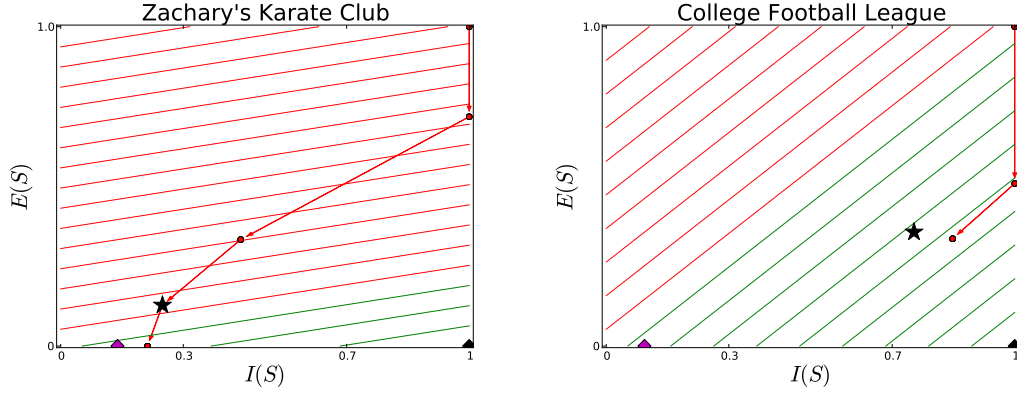 Zachary's Karate Club
1.0
E(S)
0
0 0.3 0.7 1
I(S)
College Football League
1.0
E(S)
0
0 0.3 0.7 1
I(S)